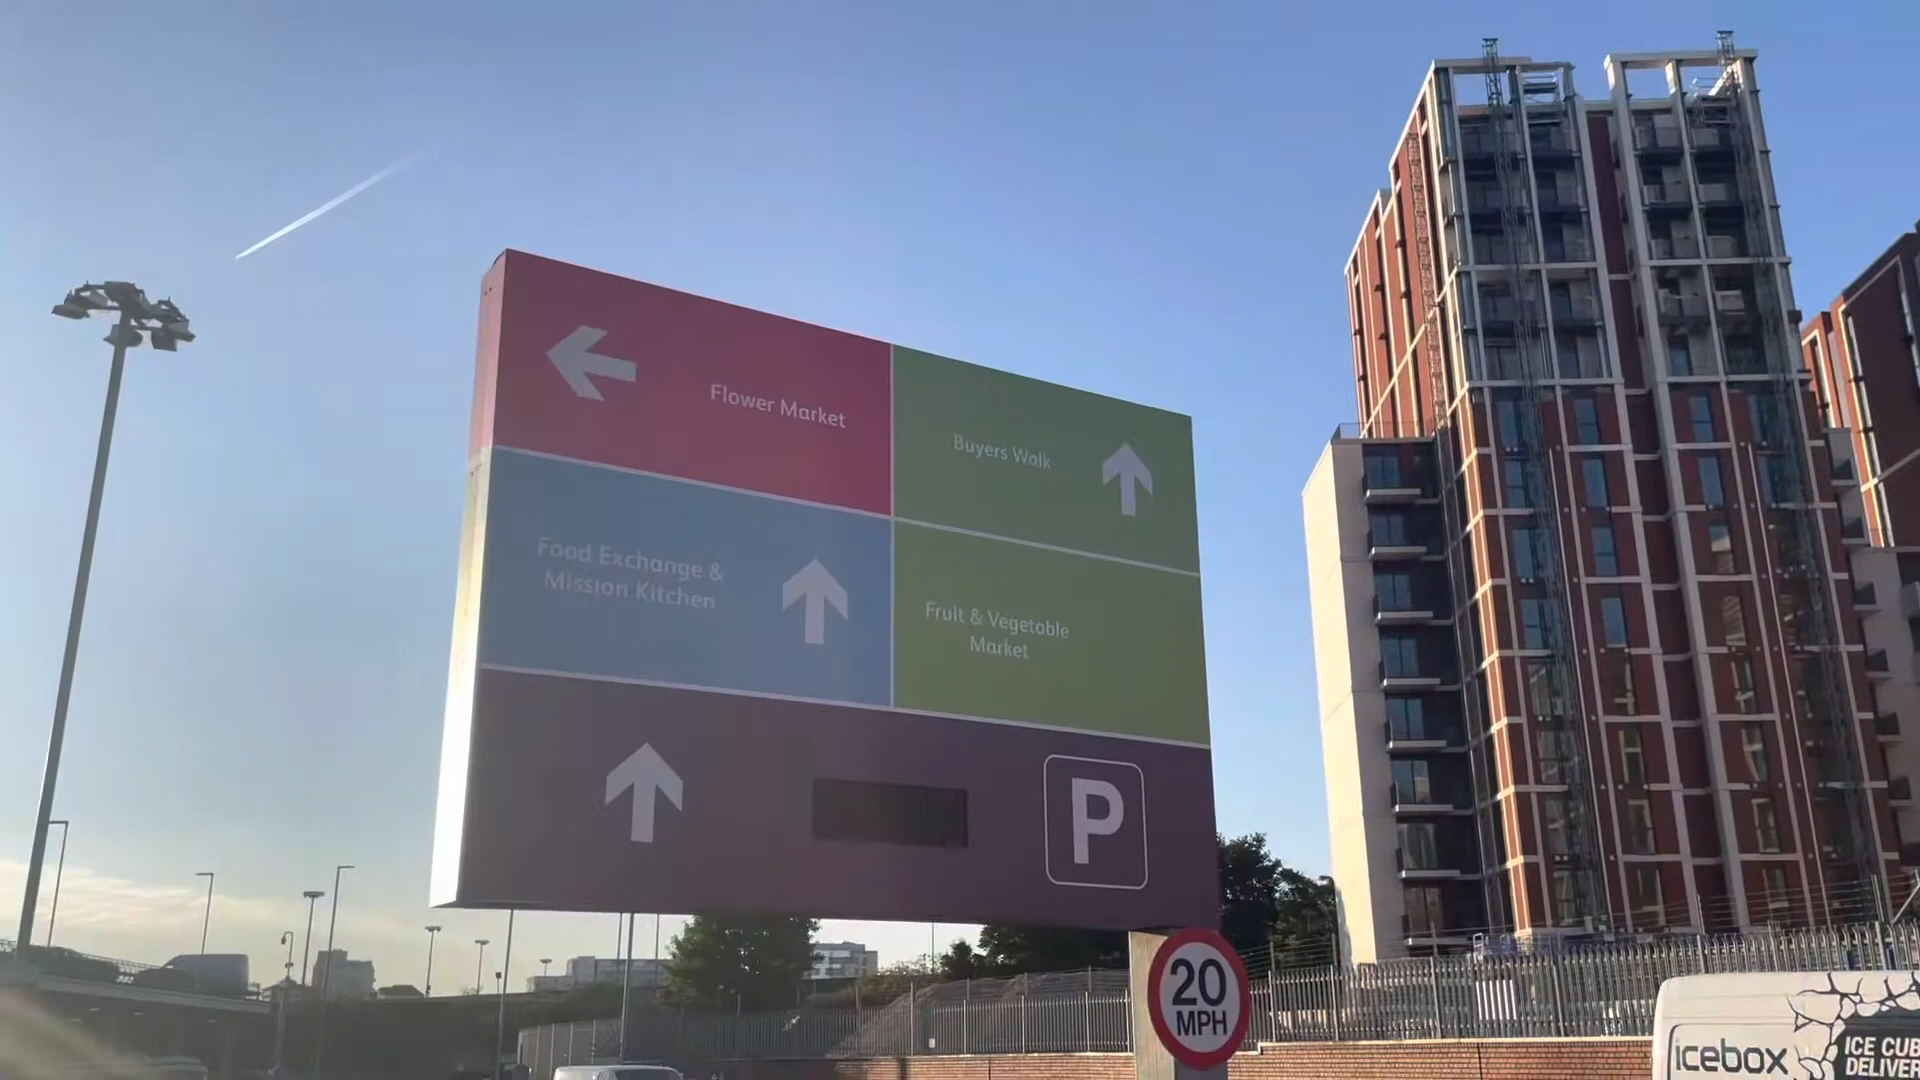 Flower Market
Buyers Walk
Food Exchange &
Mission Kitchen
Fruit & Vegetable
Market
P
20
MPH
icebox
ICE CUB
DELIVER